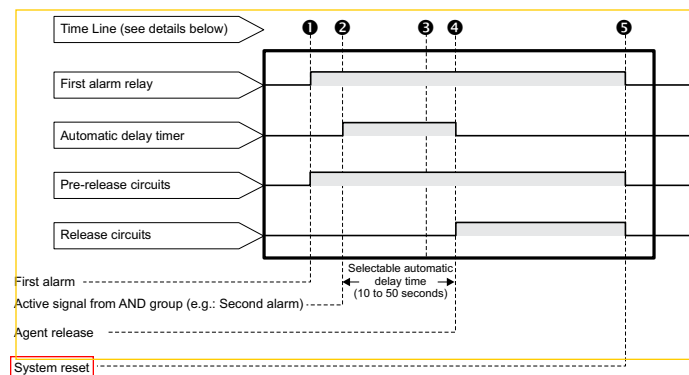 Time Line (see details below) ❶ ❷ ❸ ❹ ❺
First alarm relay
Automatic delay timer
Pre-release circuits
Release circuits
Selectable automatic
delay time
(10 to 50 seconds)
First alarm
Active signal from AND group (e.g.: Second alarm)
Agent release
System reset